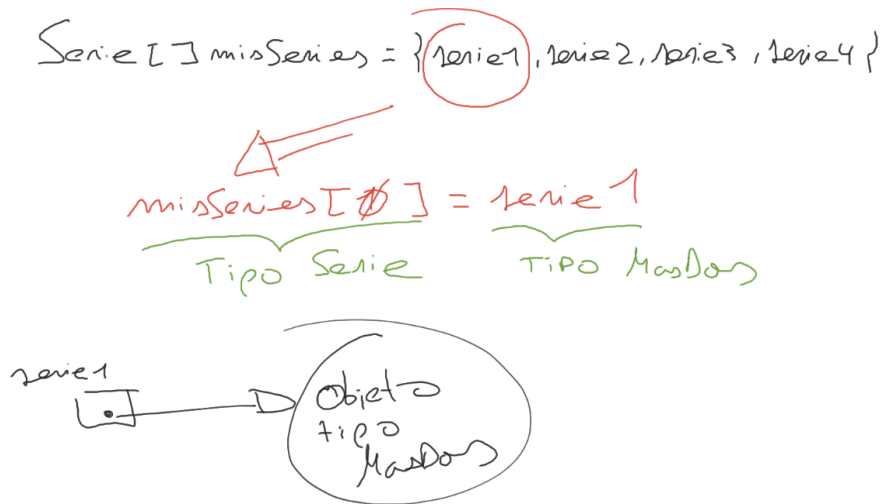 Serie [ ] misSeries = { serie1 , serie2, serie3 , serie4 }
misSeries [ 0 ] = serie 1
Tipo Serie
TIPO MasDos
serie1
Objeto
tipo
MasDos